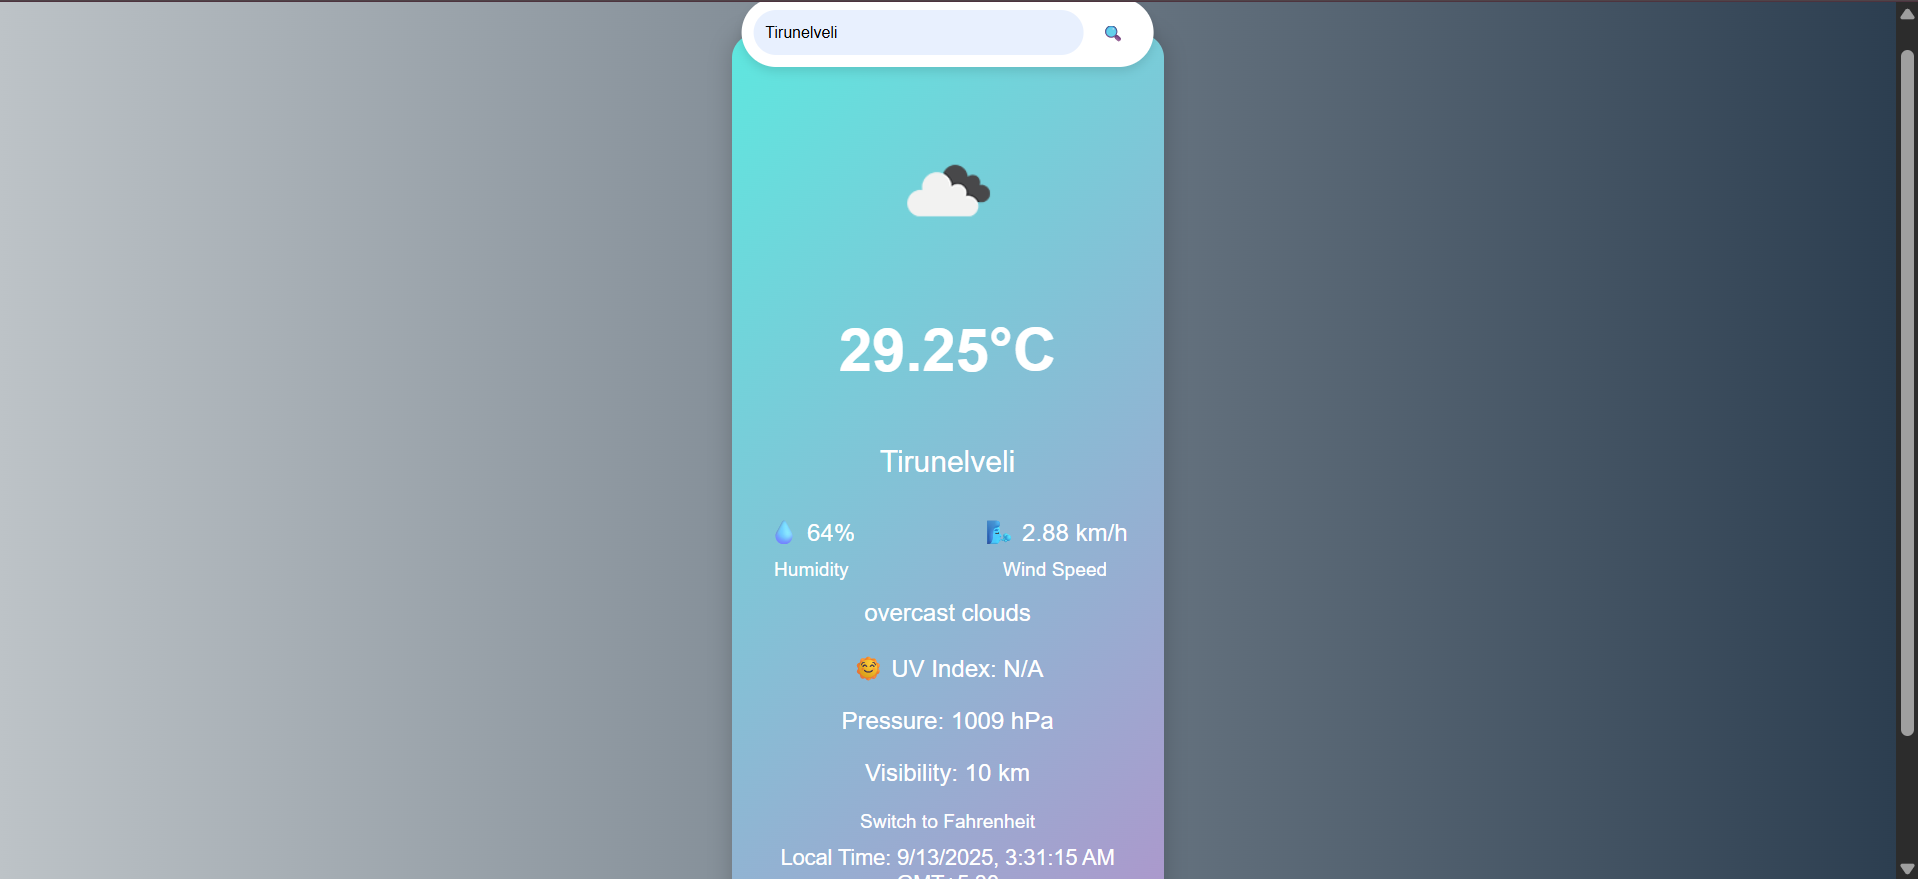 Tirunelveli
29.25°C
Tirunelveli
64% 2.88 km/h
Humidity Wind Speed
overcast clouds
UV Index: N/A
Pressure: 1009 hPa
Visibility: 10 km
Switch to Fahrenheit
Local Time: 9/13/2025, 3:31:15 AM